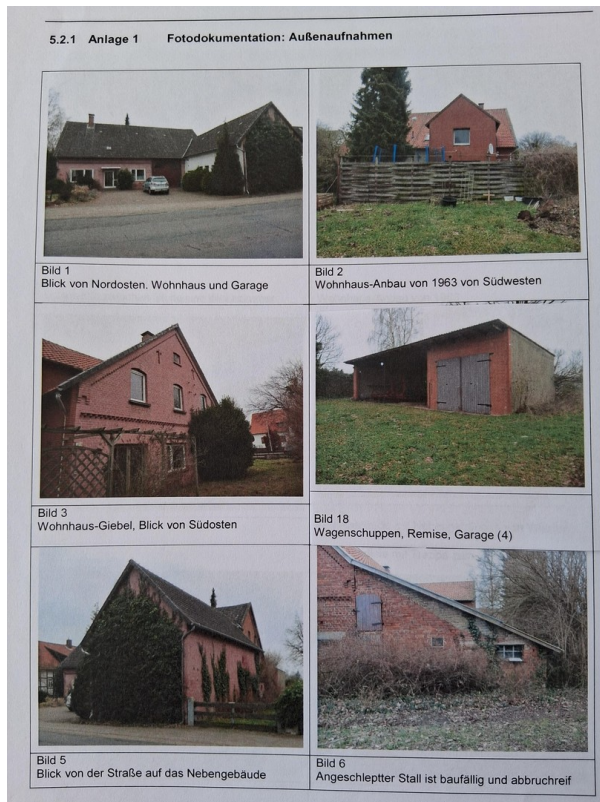 5.2.1 Anlage 1 Fotodokumentation: Außenaufnahmen
Bild 1
Blick von Nordosten. Wohnhaus und Garage
Bild 2
Wohnhaus-Anbau von 1963 von Südwesten
Bild 3
Wohnhaus-Giebel, Blick von Südosten
Bild 18
Wagenschuppen, Remise, Garage (4)
Bild 5
Blick von der Straße auf das Nebengebäude
Bild 6
Angeschleptter Stall ist baufällig und abbruchreif